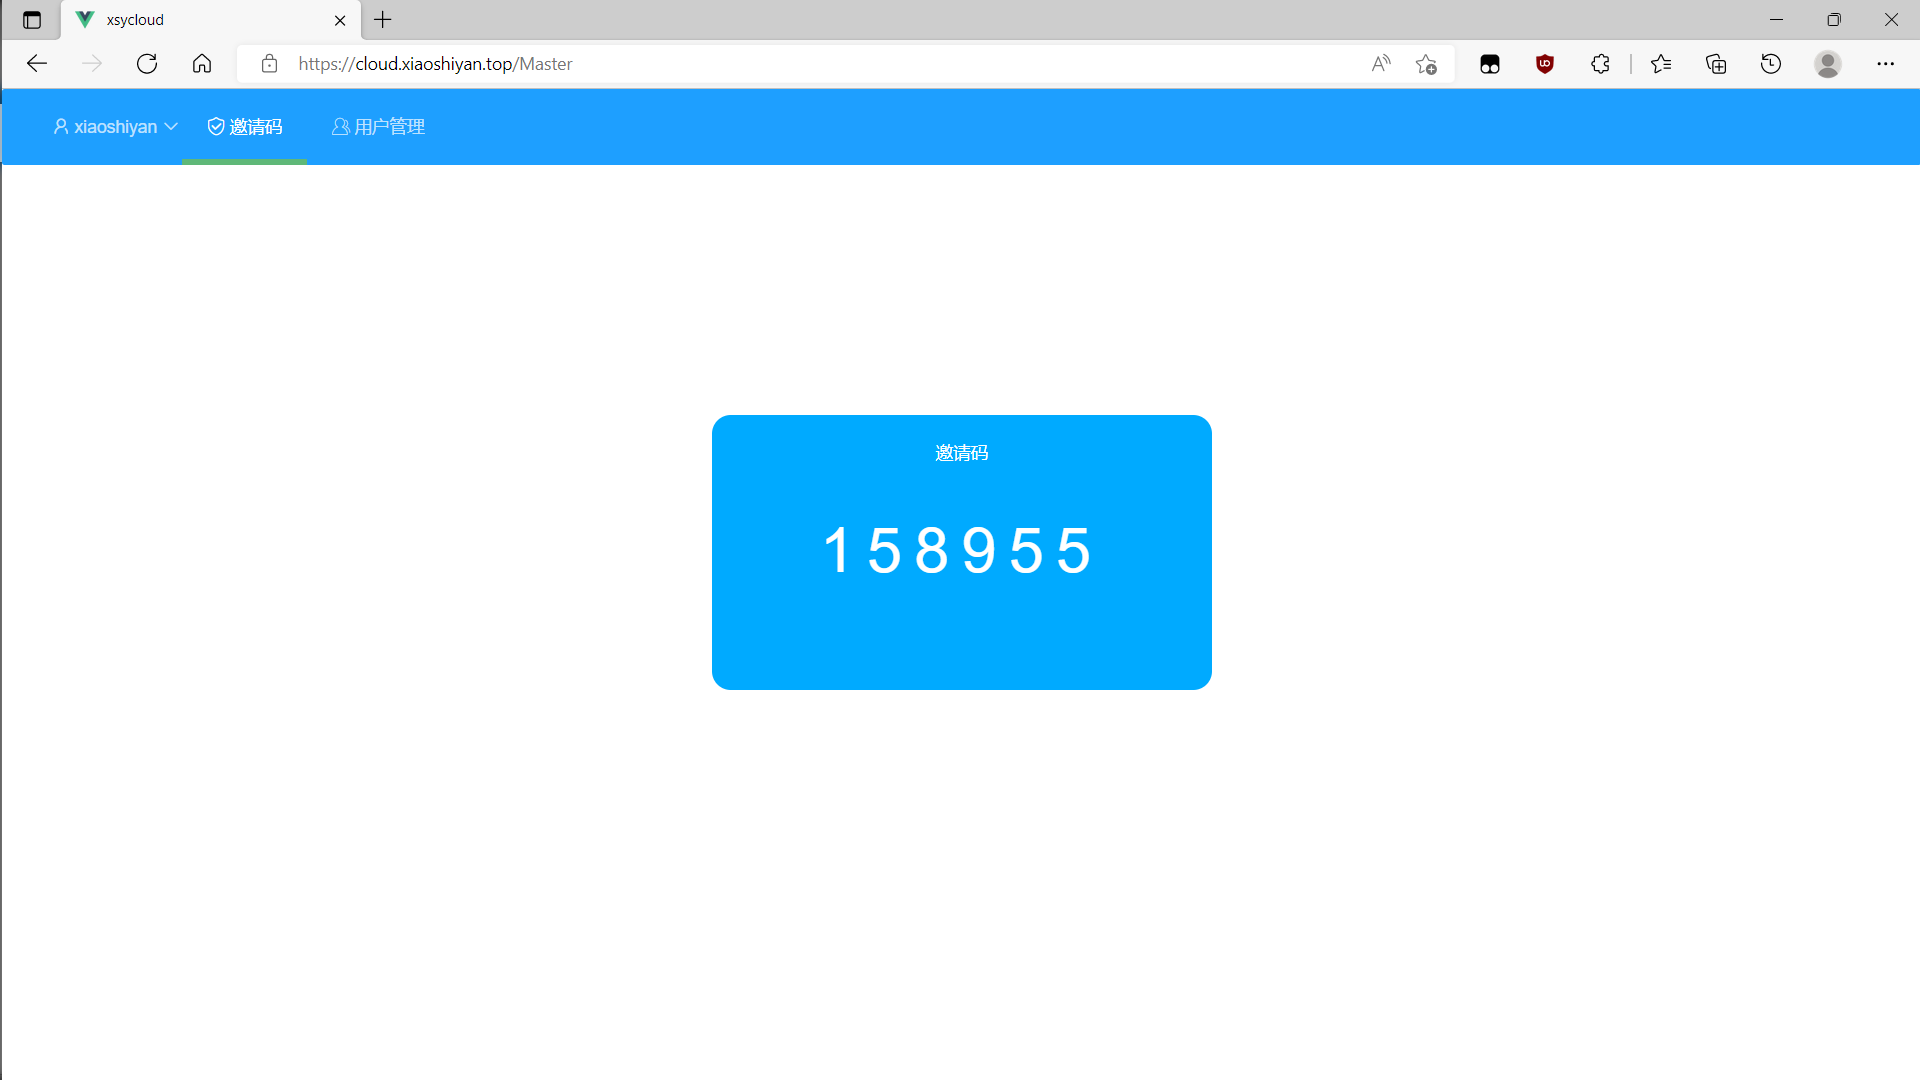 xsycloud
https://cloud.xiaoshiyan.top/Master
xiaoshiyan 邀请码 用户管理
邀请码
158955